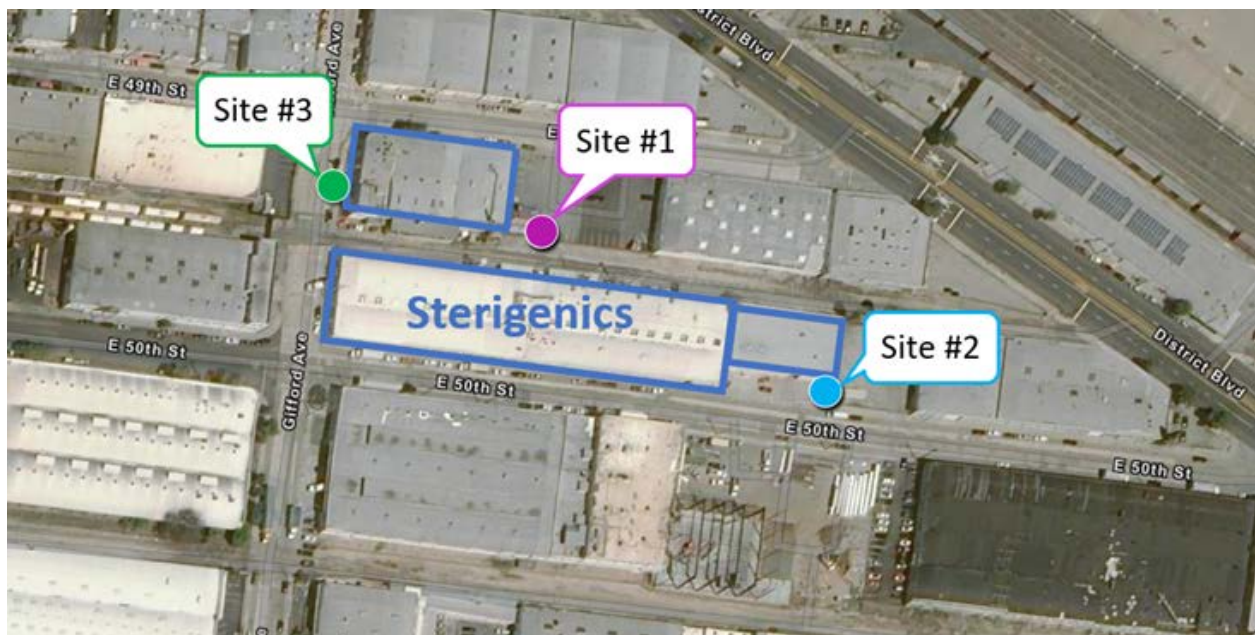 District Blvd
E 49th St
Gifford Ave
Site #3
Site #1
Sterigenics
Site #2
E 50th St
E 50th St
E 50th St
E 50th St
District Blvd